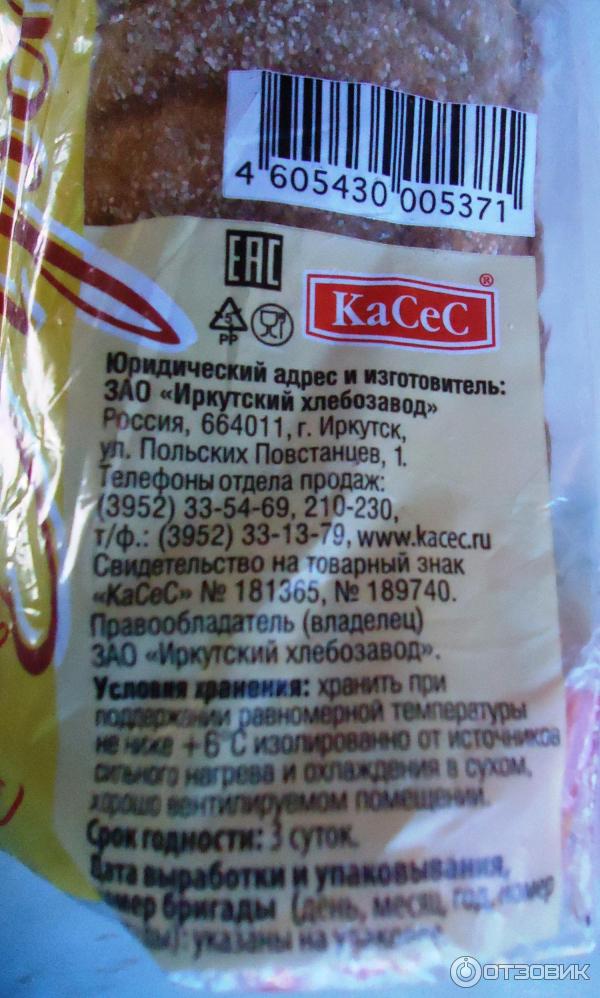 4 605430 005371
EAC
КаСеС ®
5
PP
Юридический адрес и изготовитель:
ЗАО «Иркутский хлебозавод»
Россия, 664011, г. Иркутск,
ул. Польских Повстанцев, 1.
Телефоны отдела продаж:
(3952) 33-54-69, 210-230,
т/ф.: (3952) 33-13-79, www.kacec.ru
Свидетельство на товарный знак
«КаСеС» № 181365, № 189740.
Правообладатель (владелец)
ЗАО «Иркутский хлебозавод».
Условия хранения: хранить при
поддержании равномерной температуры
не ниже +6°С изолированно от источников
сильного нагрева и охлаждения в сухом,
хорошо вентилируемом помещении.
Срок годности: 3 суток.
Дата выработки и упаковывания,
номер бригады (день, месяц, год, номер
указаны на
ОТЗОВИК